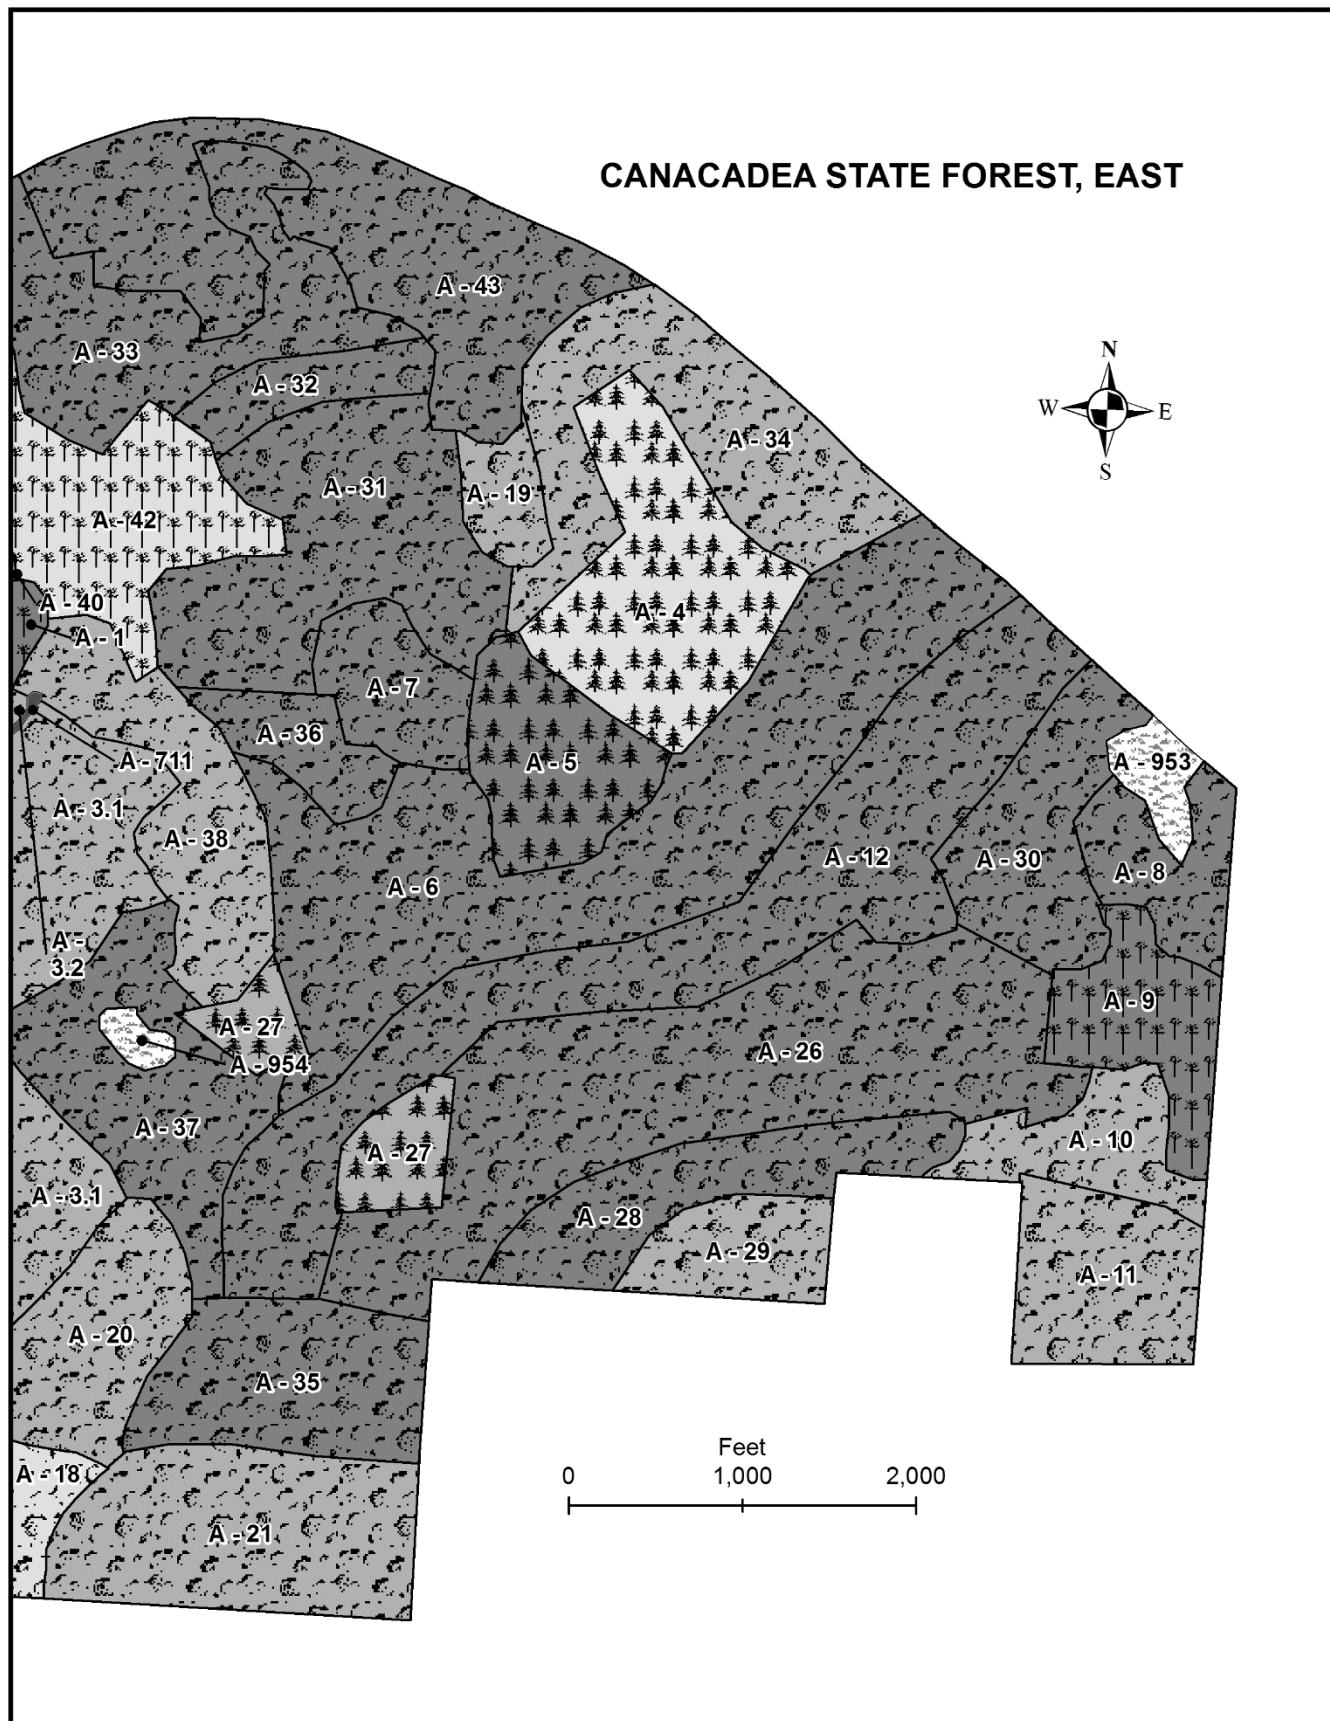 CANACADEA STATE FOREST, EAST
A - 43
A - 33
N
A - 32
W E
A - 34
S
A - 31
A - 19
A - 42
A - 40
A - 4
A - 1
A - 7
A - 36
A - 711
A - 5
A - 953
A - 3.1
A - 38
A - 12
A - 30
A - 8
A - 6
A -
3.2
A - 9
A - 27
A - 26
A - 954
A - 37
A - 10
A - 27
A - 3.1
A - 28
A - 29
A - 11
A - 20
A - 35
Feet
0 1,000 2,000
A - 18
A - 21